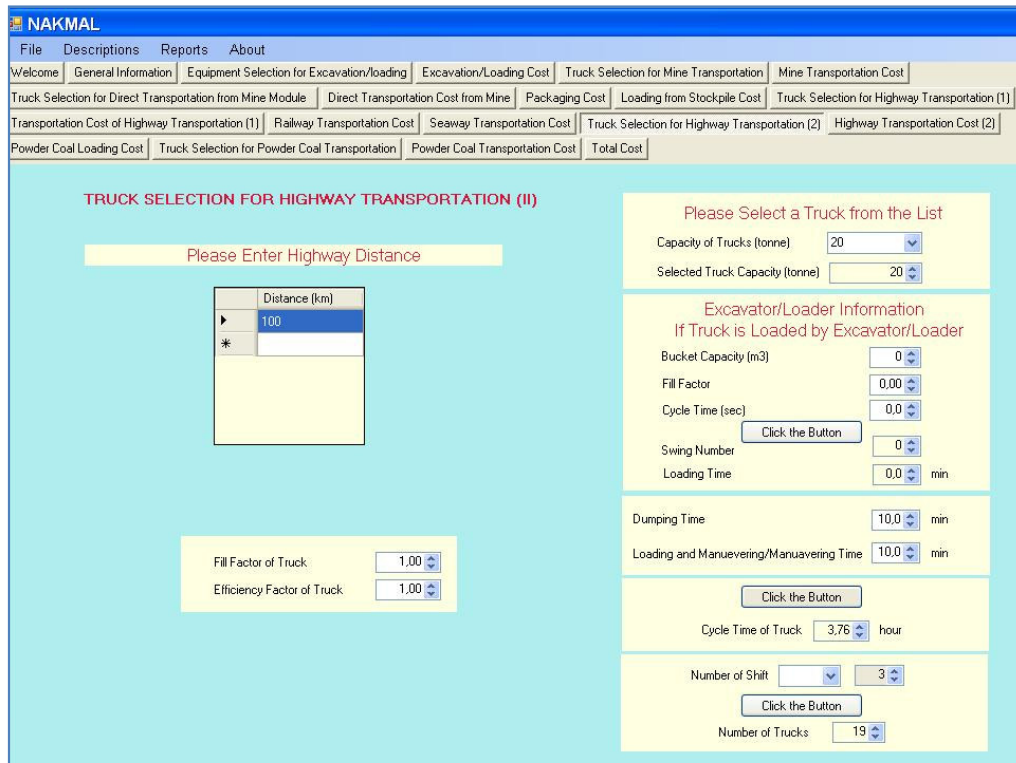 NAKMAL
File Descriptions Reports About
Welcome General Information Equipment Selection for Excavation/loading Excavation/Loading Cost Truck Selection for Mine Transportation Mine Transportation Cost
Truck Selection for Direct Transportation from Mine Module Direct Transportation Cost from Mine Packaging Cost Loading from Stockpile Cost Truck Selection for Highway Transportation (1)
Transportation Cost of Highway Transportation (1) Railway Transportation Cost Seaway Transportation Cost Truck Selection for Highway Transportation (2) Highway Transportation Cost (2)
Powder Coal Loading Cost Truck Selection for Powder Coal Transportation Powder Coal Transportation Cost Total Cost
TRUCK SELECTION FOR HIGHWAY TRANSPORTATION (II)
Please Enter Highway Distance
Distance (km)
100
Fill Factor of Truck 1,00
Efficiency Factor of Truck 1,00
Please Select a Truck from the List
Capacity of Trucks (tonne) 20
Selected Truck Capacity (tonne) 20
Excavator/Loader Information
If Truck is Loaded by Excavator/Loader
Bucket Capacity (m3) 0
Fill Factor 0,00
Cycle Time (sec) 0,0
Click the Button
Swing Number 0
Loading Time 0,0 min
Dumping Time 10,0 min
Loading and Manuevering/Manuavering Time 10,0 min
Click the Button
Cycle Time of Truck 3,76 hour
Number of Shift 3
Click the Button
Number of Trucks 19